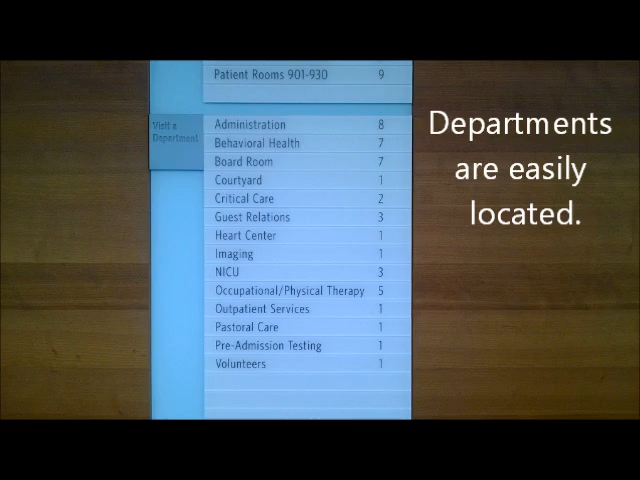 Patient Rooms 901-930 9
Visit a
Department
Administration 8
Behavioral Health 7
Board Room 7
Courtyard 1
Critical Care 2
Guest Relations 3
Heart Center 1
Imaging 1
NICU 3
Occupational/Physical Therapy 5
Outpatient Services 1
Pastoral Care 1
Pre-Admission Testing 1
Volunteers 1
Departments
are easily
located.